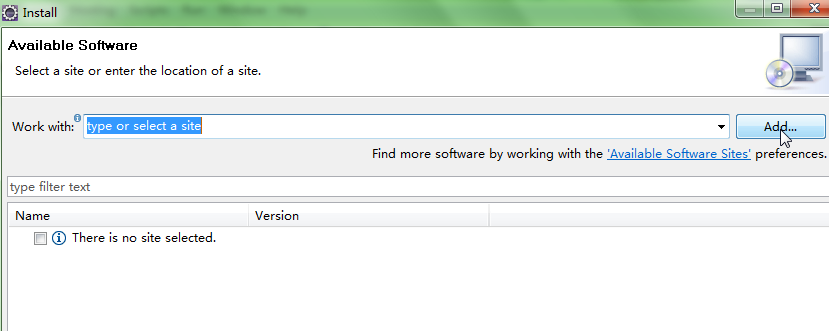 Install
Available Software
Select a site or enter the location of a site.
Work with: type or select a site Add...
Find more software by working with the 'Available Software Sites' preferences.
type filter text
Name Version
There is no site selected.